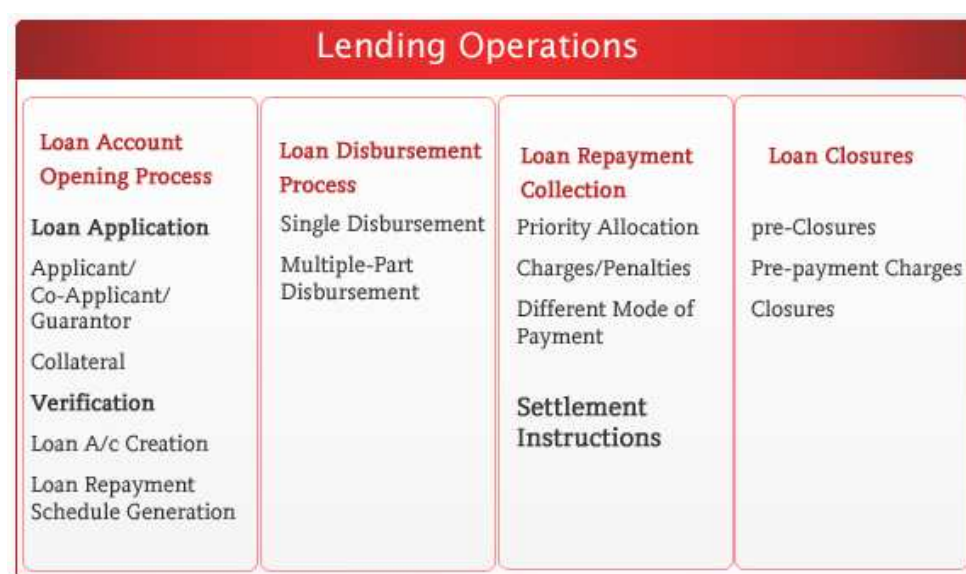 Lending Operations
Loan Account
Opening Process
Loan Application
Applicant/
Co-Applicant/
Guarantor
Collateral
Verification
Loan A/c Creation
Loan Repayment
Schedule Generation
Loan Disbursement
Process
Single Disbursement
Multiple-Part
Disbursement
Loan Repayment
Collection
Priority Allocation
Charges/Penalties
Different Mode of
Payment
Settlement
Instructions
Loan Closures
pre-Closures
Pre-payment Charges
Closures